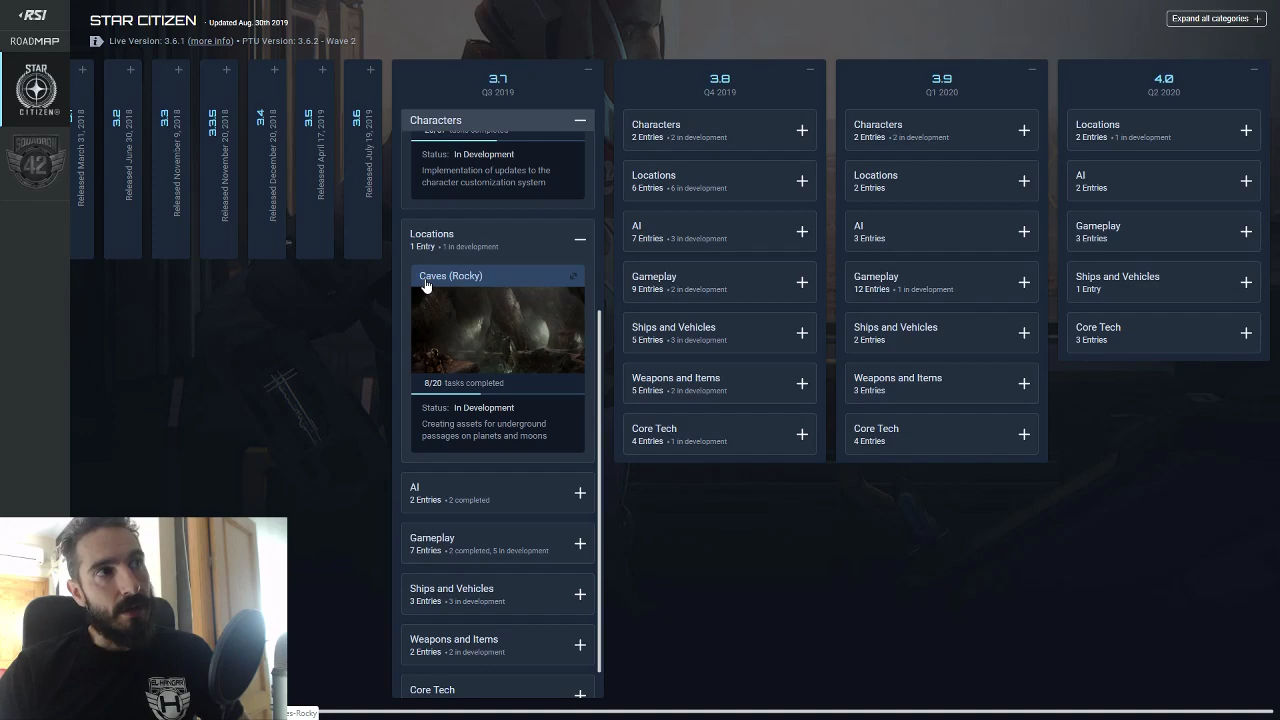 RSI
ROADMAP
STAR CITIZEN • Updated Aug. 30th 2019
Live Version: 3.6.1 (more info) • PTU Version: 3.6.2 - Wave 2
Expand all categories
STAR CITIZEN
SQUADRON 42
Released March 31, 2018
3.2
Released June 30, 2018
3.3
Released November 9, 2018
3.3.5
Released November 20, 2018
3.4
Released December 20, 2018
3.5
Released April 17, 2019
3.6
Released July 19, 2019
3.7
Q3 2019
Characters
tasks completed
Status: In Development
Implementation of updates to the
character customization system
Locations
1 Entry • 1 in development
Caves (Rocky)
8/20 tasks completed
Status: In Development
Creating assets for underground
passages on planets and moons
AI
2 Entries • 2 completed
Gameplay
7 Entries • 2 completed, 5 in development
Ships and Vehicles
3 Entries • 3 in development
Weapons and Items
2 Entries • 2 in development
Core Tech
3.8
Q4 2019
Characters
2 Entries • 2 in development
Locations
6 Entries • 6 in development
AI
7 Entries • 3 in development
Gameplay
9 Entries • 2 in development
Ships and Vehicles
5 Entries • 3 in development
Weapons and Items
5 Entries • 2 in development
Core Tech
4 Entries • 1 in development
3.9
Q1 2020
Characters
2 Entries • 2 in development
Locations
2 Entries
AI
3 Entries
Gameplay
12 Entries • 1 in development
Ships and Vehicles
2 Entries
Weapons and Items
3 Entries
Core Tech
4 Entries
4.0
Q2 2020
Locations
2 Entries • 1 in development
AI
2 Entries
Gameplay
3 Entries
Ships and Vehicles
1 Entry
Core Tech
3 Entries
EL HANGAR
H
es-Rocky